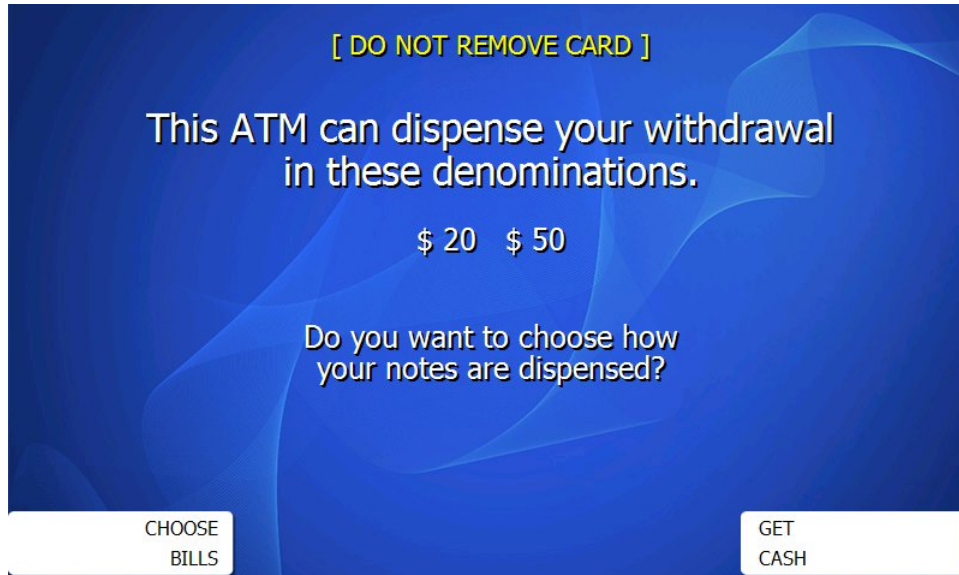 [ DO NOT REMOVE CARD ]
This ATM can dispense your withdrawal
in these denominations.
$ 20 $ 50
Do you want to choose how
your notes are dispensed?
CHOOSE
BILLS
GET
CASH